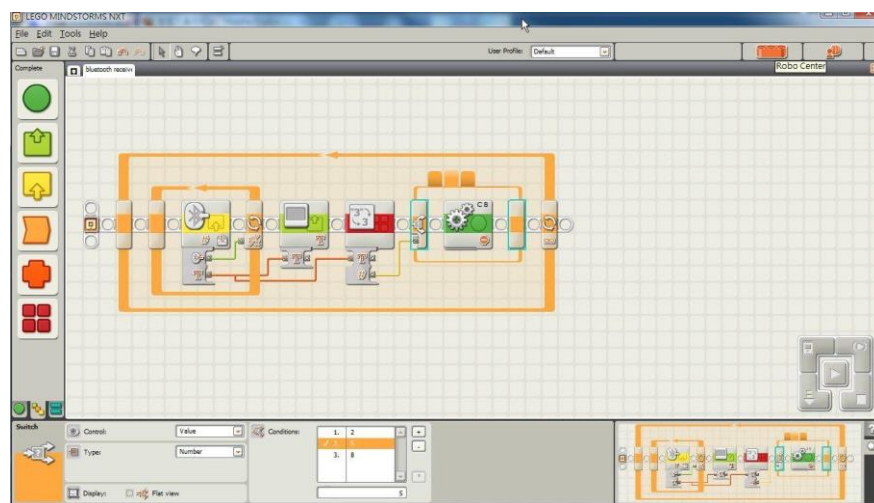 LEGO MINDSTORMS NXT
File Edit Tools Help
User Profile: Default
Complete
Bluetooth receive
Robo Center
C B
Switch
Control: Value
Conditions:
1. 2
5
3. 8
Type: Number
Display: Flat view
5